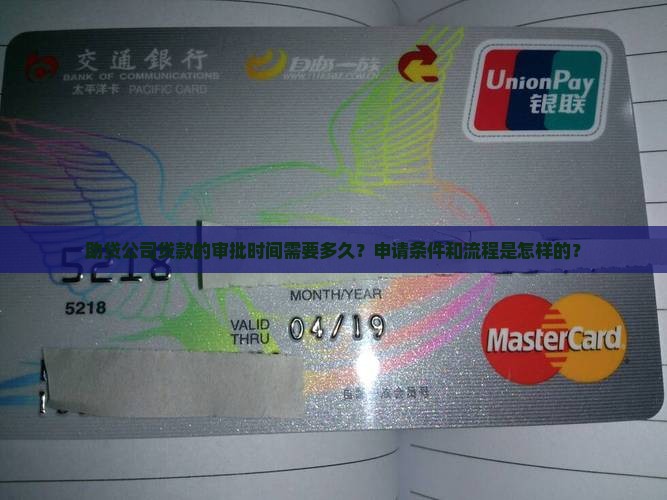 交通銀行
BANK OF COMMUNICATIONS
太平洋卡 PACIFIC CARD
自由一族
UnionPay
银联
助贷公司贷款的审批时间需要多久？申请条件和流程是怎样的？
5218
5218
MONTH/YEAR
VALID
THRU
04/19
MasterCard